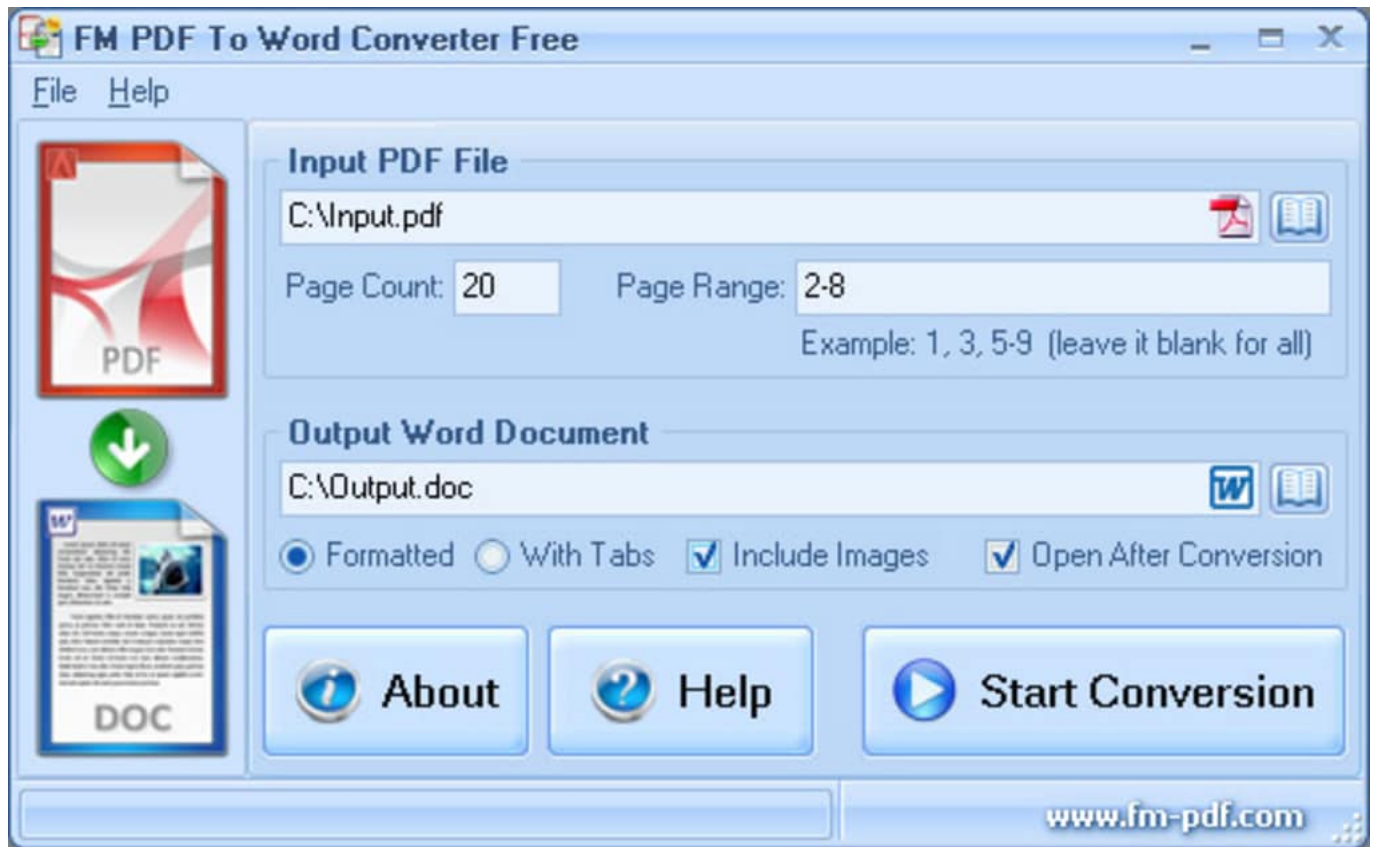 FM PDF To Word Converter Free
File Help
Input PDF File
C:\Input.pdf
Page Count: 20 Page Range: 2-8
Example: 1, 3, 5-9 (leave it blank for all)
PDF
Output Word Document
C:\Output.doc
W
Formatted With Tabs Include Images Open After Conversion
W
DOC
About Help Start Conversion
www.fm-pdf.com